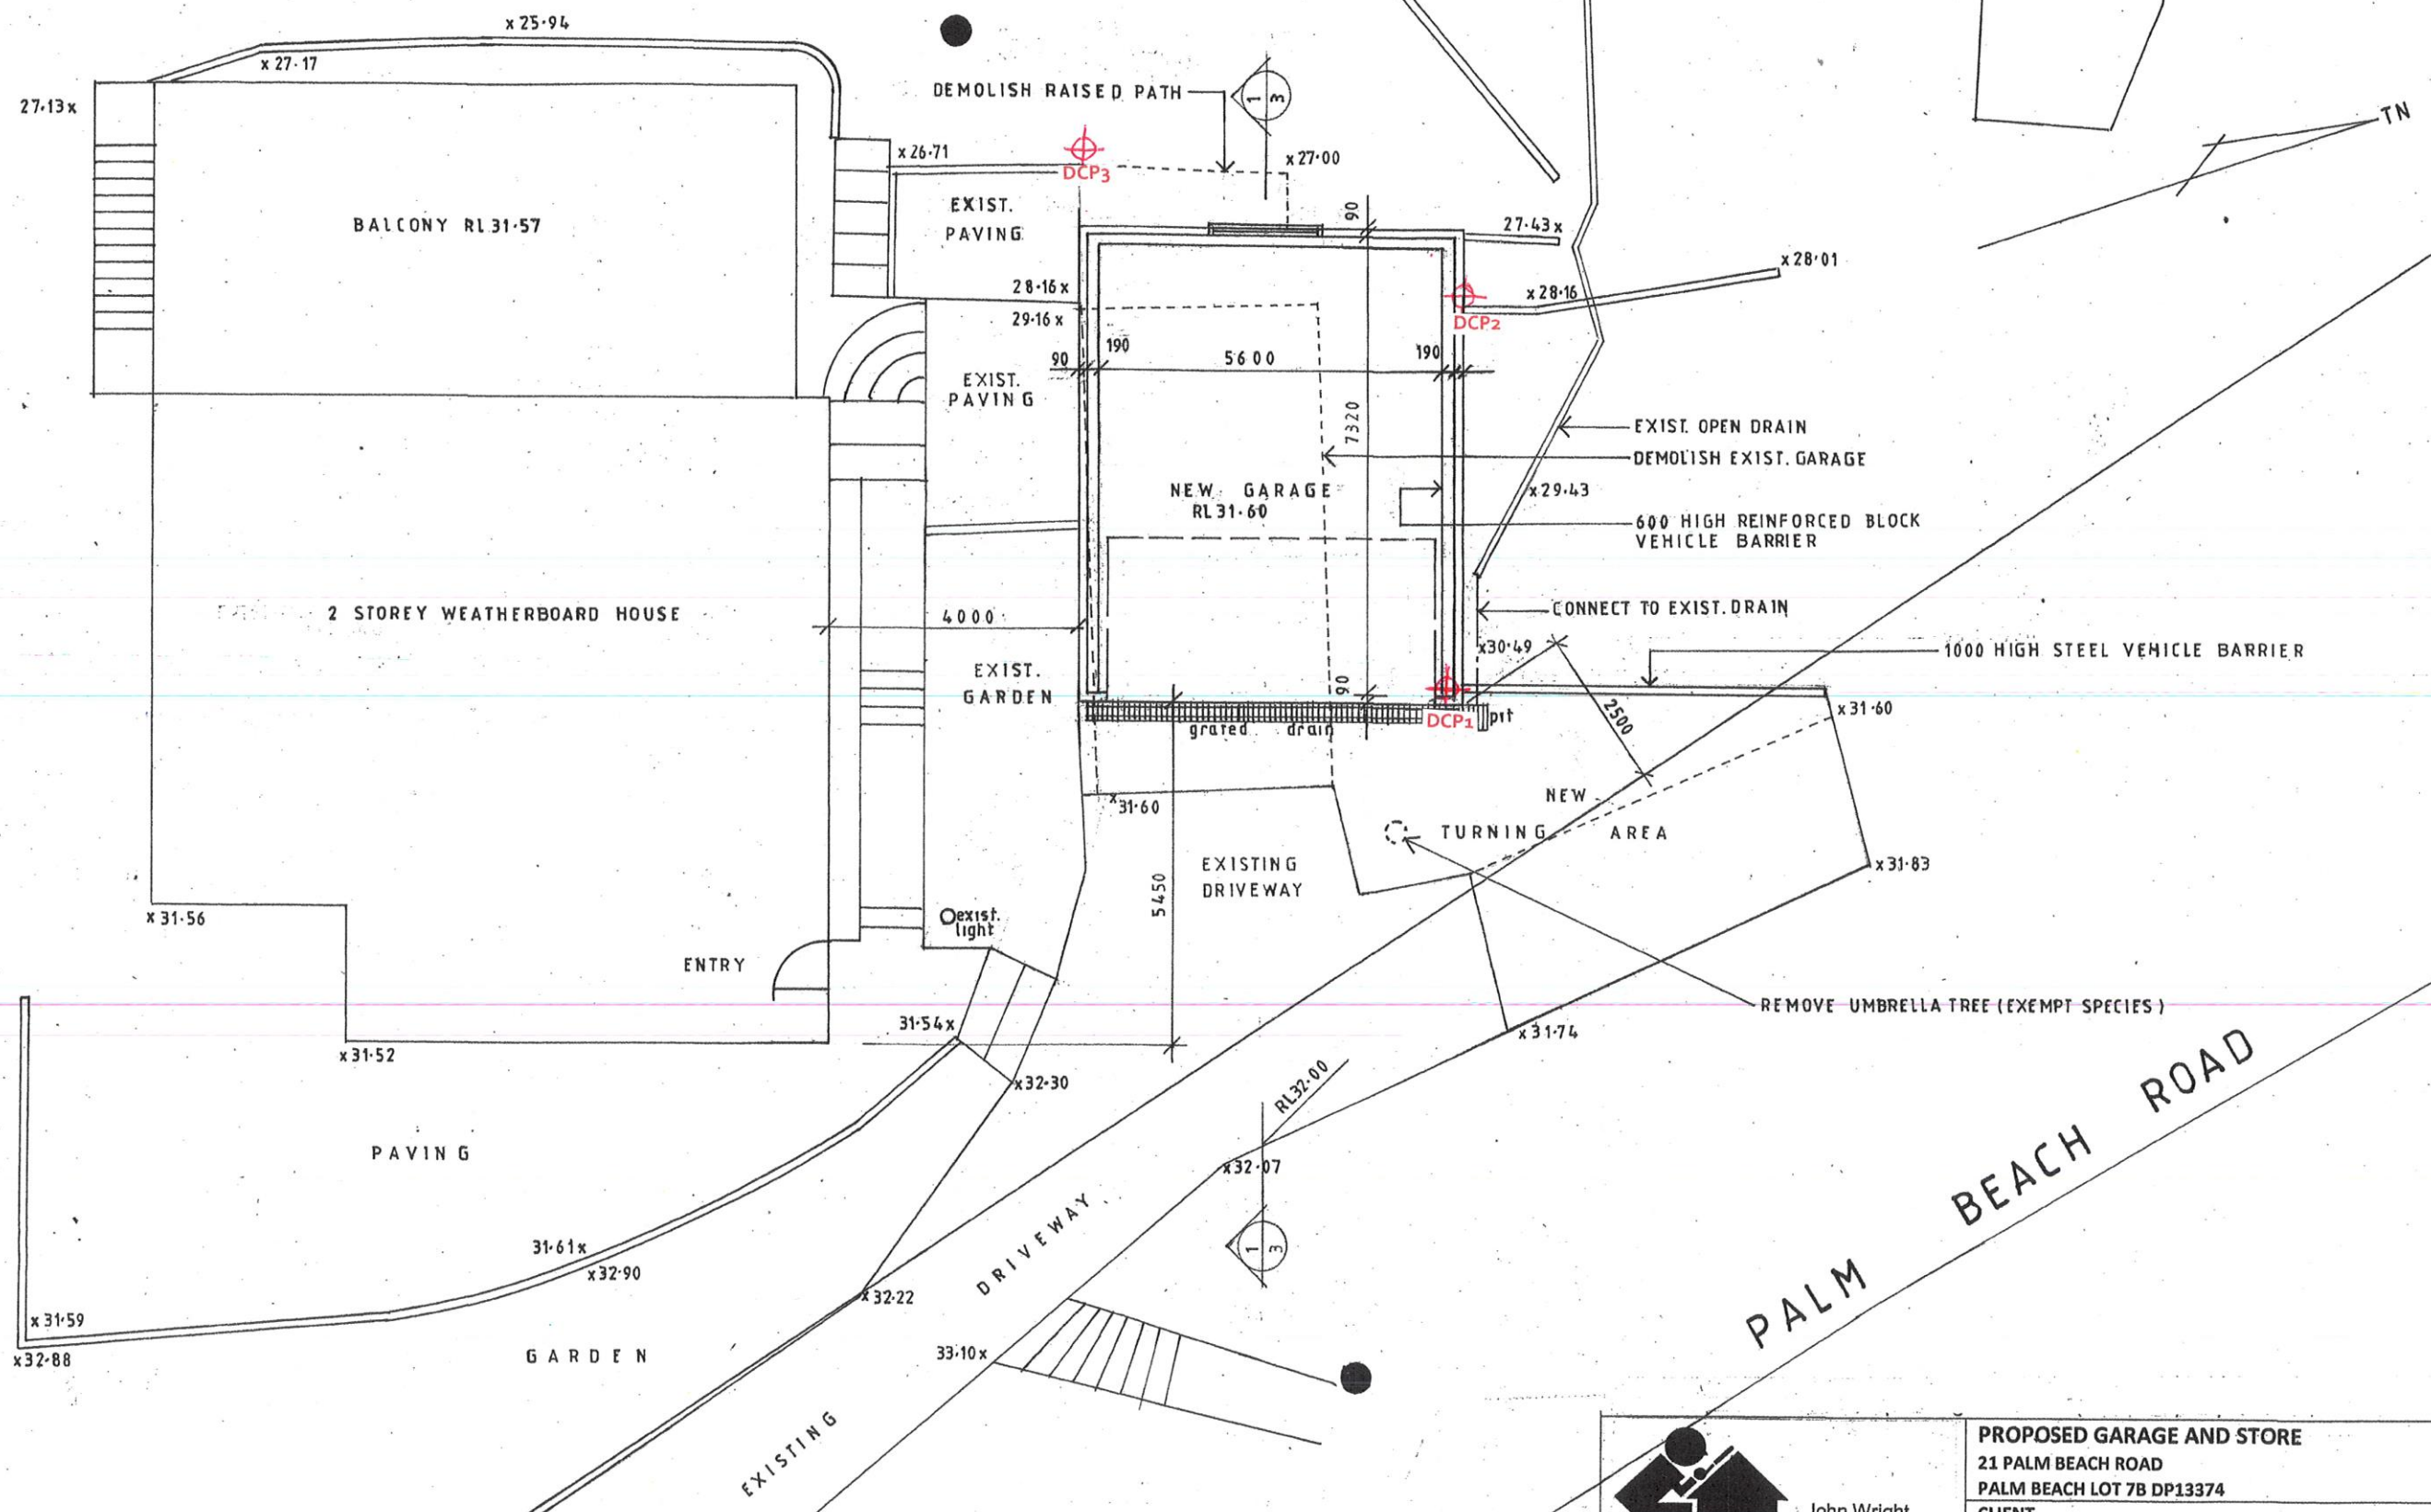 x 25·94
x 27·17
27·13x
DEMOLISH RAISED PATH
1
3
TN
x 26·71
DCP3
x 27·00
BALCONY RL 31·57
EXIST.
PAVING
90
27·43x
x 28·01
28·16x
x 28·16
DCP2
29·16 x
90
190
5600
190
EXIST.
PAVING
7320
EXIST. OPEN DRAIN
DEMOLISH EXIST. GARAGE
NEW GARAGE
RL 31·60
x 29·43
600 HIGH REINFORCED BLOCK
VEHICLE BARRIER
2 STOREY WEATHERBOARD HOUSE
4000
CONNECT TO EXIST. DRAIN
x30·49
1000 HIGH STEEL VEHICLE BARRIER
EXIST.
GARDEN
90
2500
x 31·60
DCP1
pit
grated drain
x31·60
NEW
TURNING AREA
EXISTING
DRIVEWAY
x 31·83
5450
x 31·56
exist.
light
ENTRY
REMOVE UMBRELLA TREE (EXEMPT SPECIES)
31·54x
x 31·74
x 31·52
x 32·30
RL 32·00
PAVING
x 32·07
1
3
31·61x
x 32·90
EXISTING DRIVEWAY
x 32·22
x 31·59
x 32·88
GARDEN
33·10x
PALM BEACH ROAD
PROPOSED GARAGE AND STORE
21 PALM BEACH ROAD
PALM BEACH LOT 7B DP13374
John Wright
CLIENT